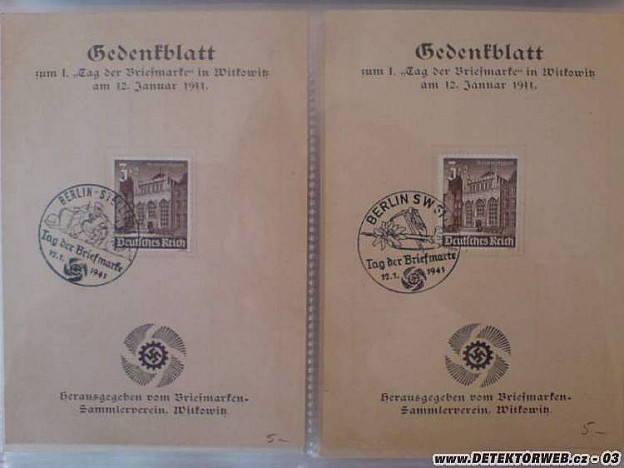 Gedenkblatt
zum 1. „Tag der Briefmarke“ in Witkowitz
am 12. Januar 1941.
3
Deutsches Reich
BERLIN-
Tag der Briefmarke
12.1. 1941
Herausgegeben vom Briefmarken-
Sammlerverein, Witkowitz
5.–
Gedenkblatt
zum 1. „Tag der Briefmarke“ in Witkowitz
am 12. Januar 1941.
3
Deutsches Reich
BERLIN SW
Tag der Briefmarke
12.1. 1941
Herausgegeben vom Briefmarken-
Sammlerverein, Witkowitz.
5.–
www.DETEKTORWEB.cz - 03